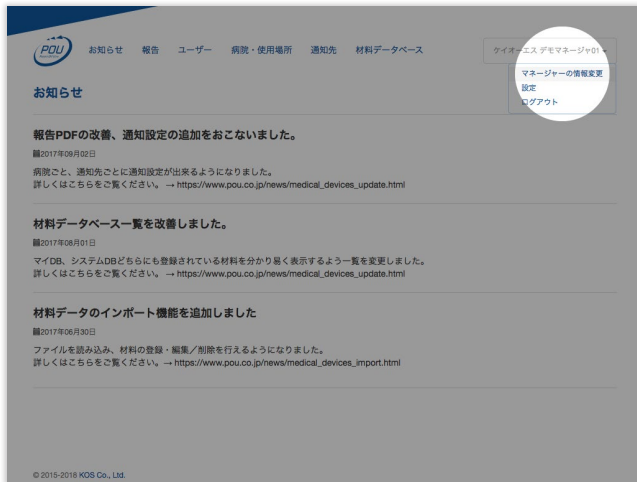 POU
お知らせ 報告 ユーザー 病院・使用場所 通知先 材料データベース
ケイオーエス デモマネージャ01
マネージャーの情報変更
設定
ログアウト
お知らせ
報告PDFの改善、通知設定の追加をおこないました。
2017年09月02日
病院ごと、通知先ごとに通知設定が出来るようになりました。
詳しくはこちらをご覧ください。 → https://www.pou.co.jp/news/medical_devices_update.html
材料データベース一覧を改善しました。
2017年08月01日
マイDB、システムDBどちらにも登録されている材料を分かり易く表示するよう一覧を変更しました。
詳しくはこちらをご覧ください。 → https://www.pou.co.jp/news/medical_devices_update.html
材料データのインポート機能を追加しました
2017年06月30日
ファイルを読み込み、材料の登録・編集／削除を行えるようになりました。
詳しくはこちらをご覧ください。→ https://www.pou.co.jp/news/medical_devices_import.html
© 2015-2018 KOS Co., Ltd.